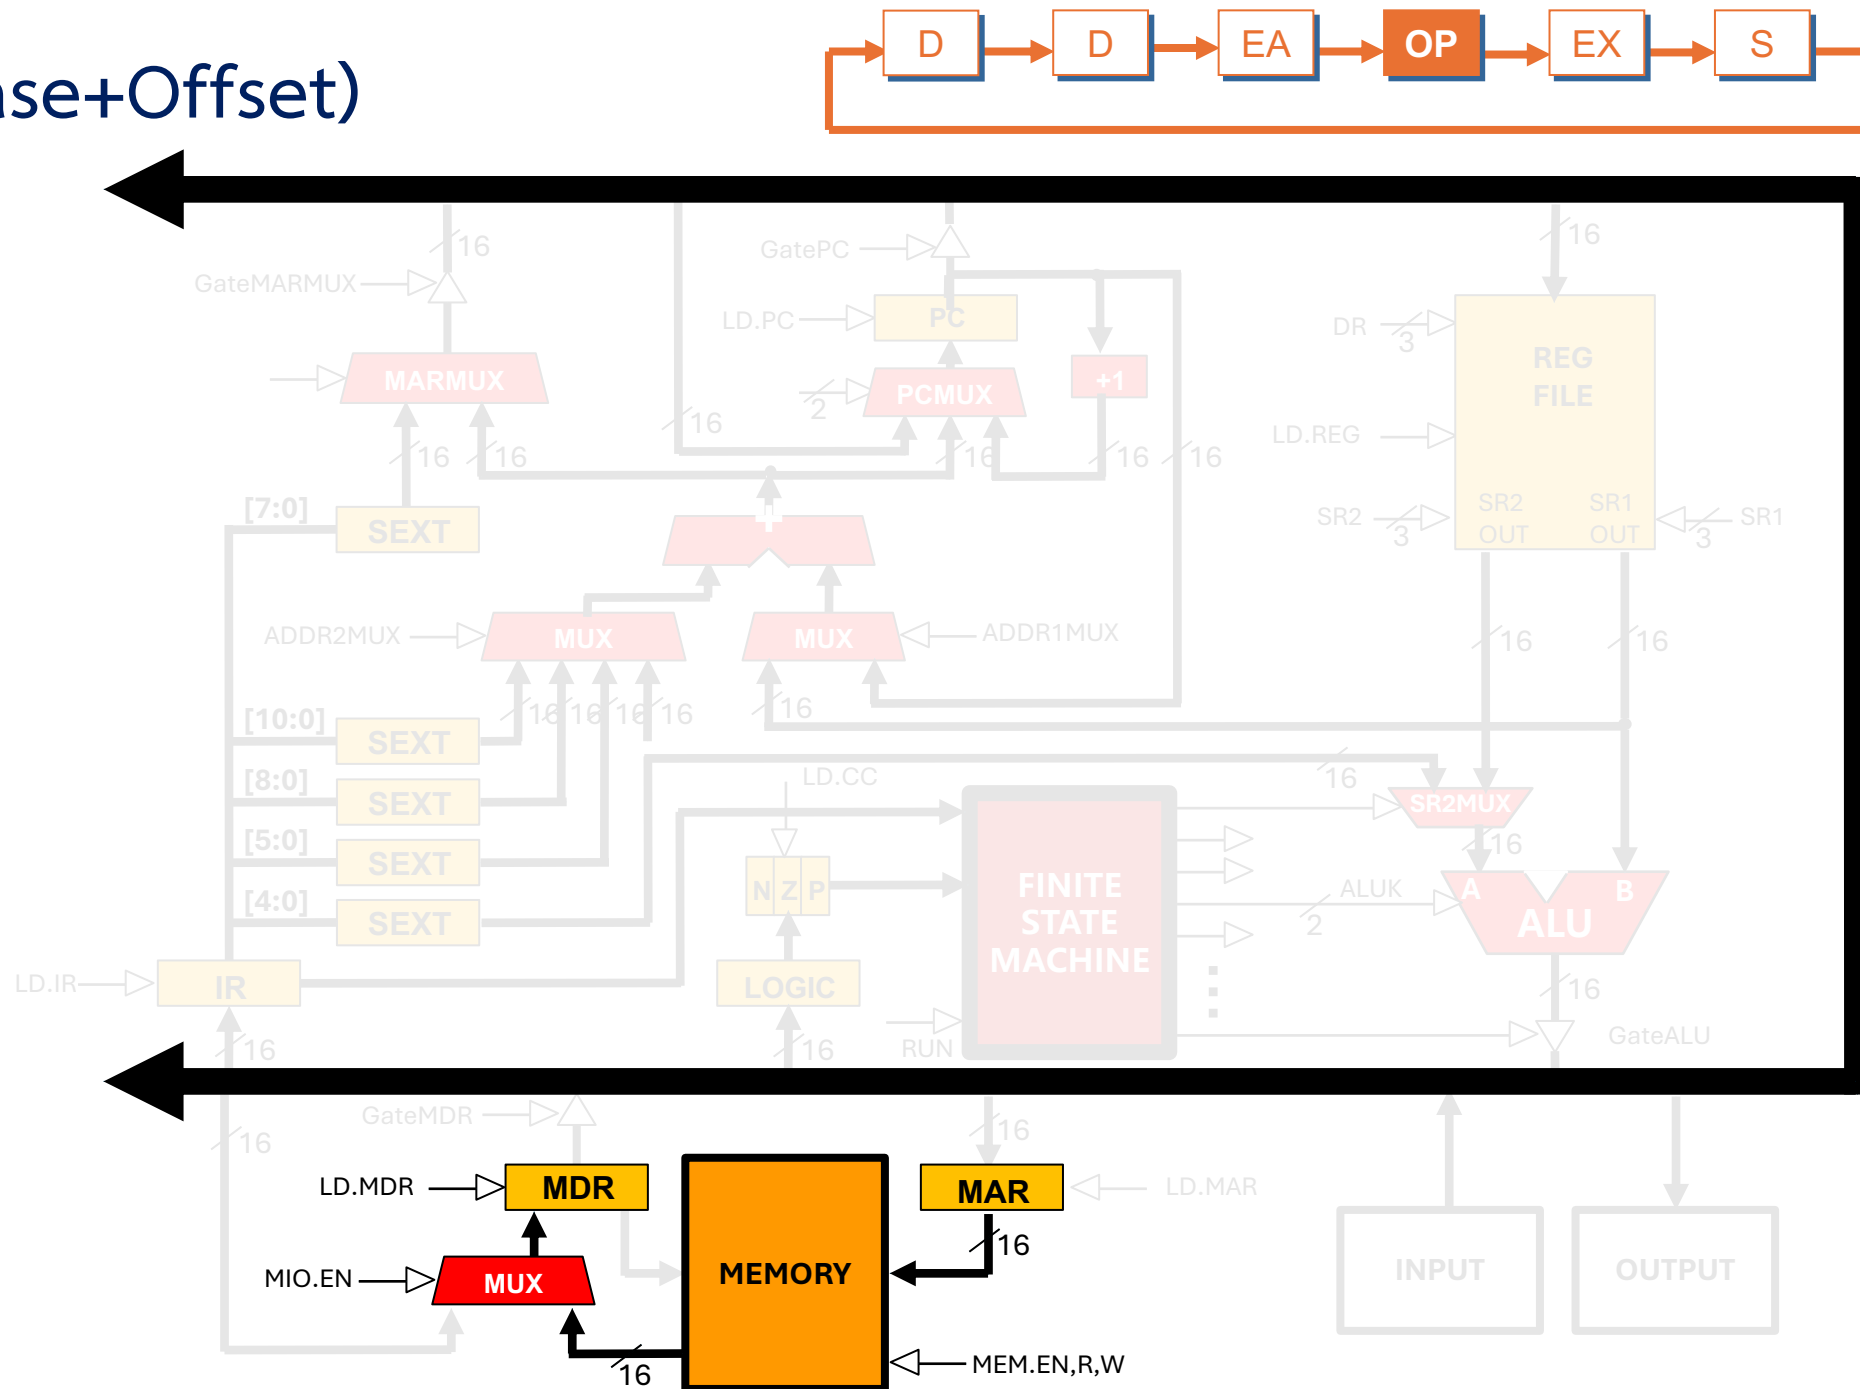 D D EA OP EX S
ase+Offset)
16
GatePC
16
GateMARMUX
LD.PC
PC
DR
3
REG
FILE
MARMUX
2
PCMUX
+1
16
LD.REG
16
16
16
16
16
[7:0]
SEXT
+
SR2
OUT
SR1
OUT
SR2
3
3
SR1
ADDR2MUX
MUX
MUX
ADDR1MUX
16
16
16
16
16
16
16
[10:0]
SEXT
[8:0]
SEXT
LD.CC
16
SR2MUX
[5:0]
SEXT
16
N Z P
FINITE
STATE
MACHINE
ALUK
2
A
B
ALU
[4:0]
SEXT
LD.IR
IR
LOGIC
16
16
16
RUN
GateALU
GateMDR
16
16
LD.MDR
MDR
MAR
LD.MAR
16
MIO.EN
MUX
MEMORY
INPUT
OUTPUT
16
MEM.EN,R,W